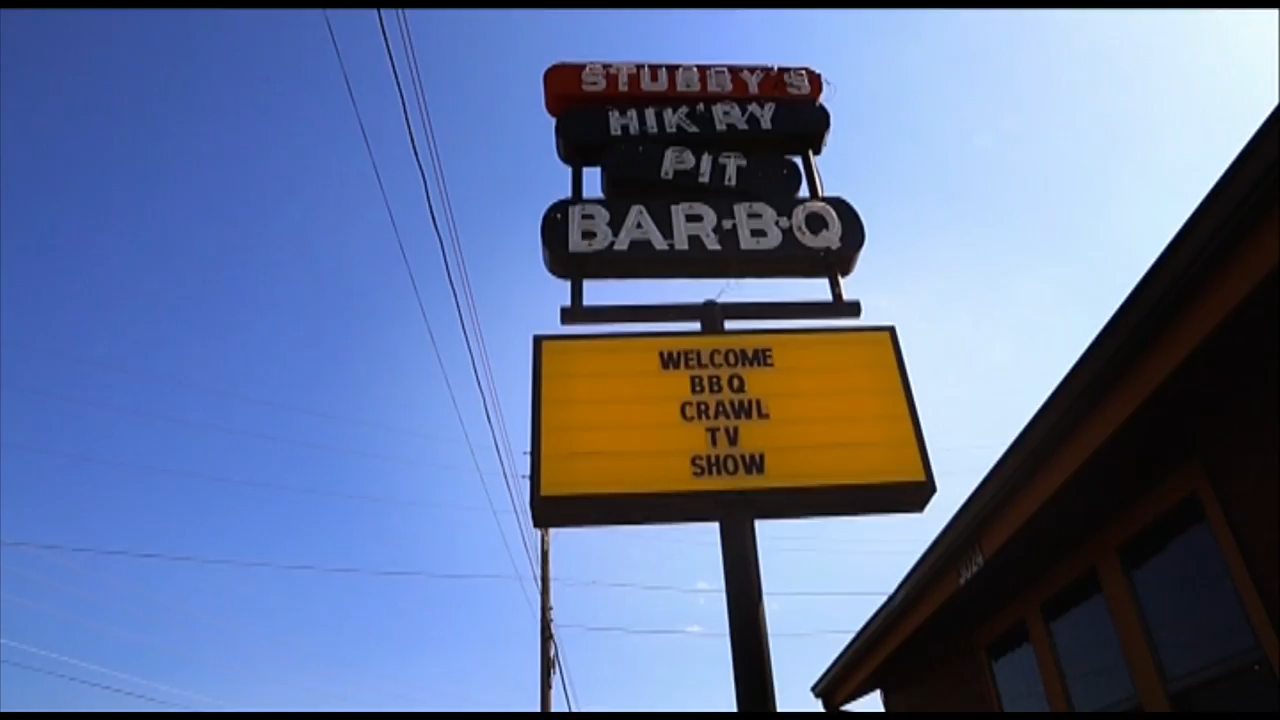 STUBBY'S
HIK'RY
PIT
BAR·B·Q
WELCOME
BBQ
CRAWL
TV
SHOW